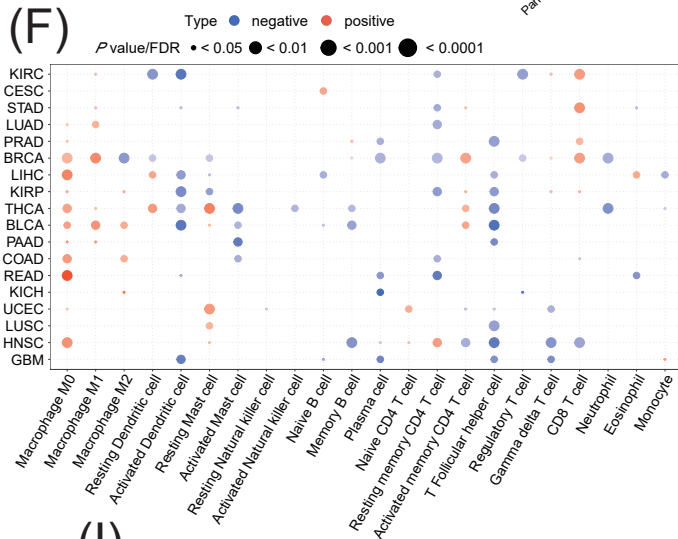 Par
(F)
Type negative positive
P value/FDR < 0.05 < 0.01 < 0.001 < 0.0001
KIRC
CESC
STAD
LUAD
PRAD
BRCA
LIHC
KIRP
THCA
BLCA
PAAD
COAD
READ
KICH
UCEC
LUSC
HNSC
GBM
Macrophage M0
Macrophage M1
Macrophage M2
Resting Dendritic cell
Activated Dendritic cell
Resting Mast cell
Activated Mast cell
Resting Natural killer cell
Activated Natural killer cell
Naive B cell
Memory B cell
Plasma cell
Naive CD4 T cell
Resting memory CD4 T cell
Activated memory CD4 T cell
T Follicular helper cell
Regulatory T cell
Gamma delta T cell
CD8 T cell
Neutrophil
Eosinophil
Monocyte